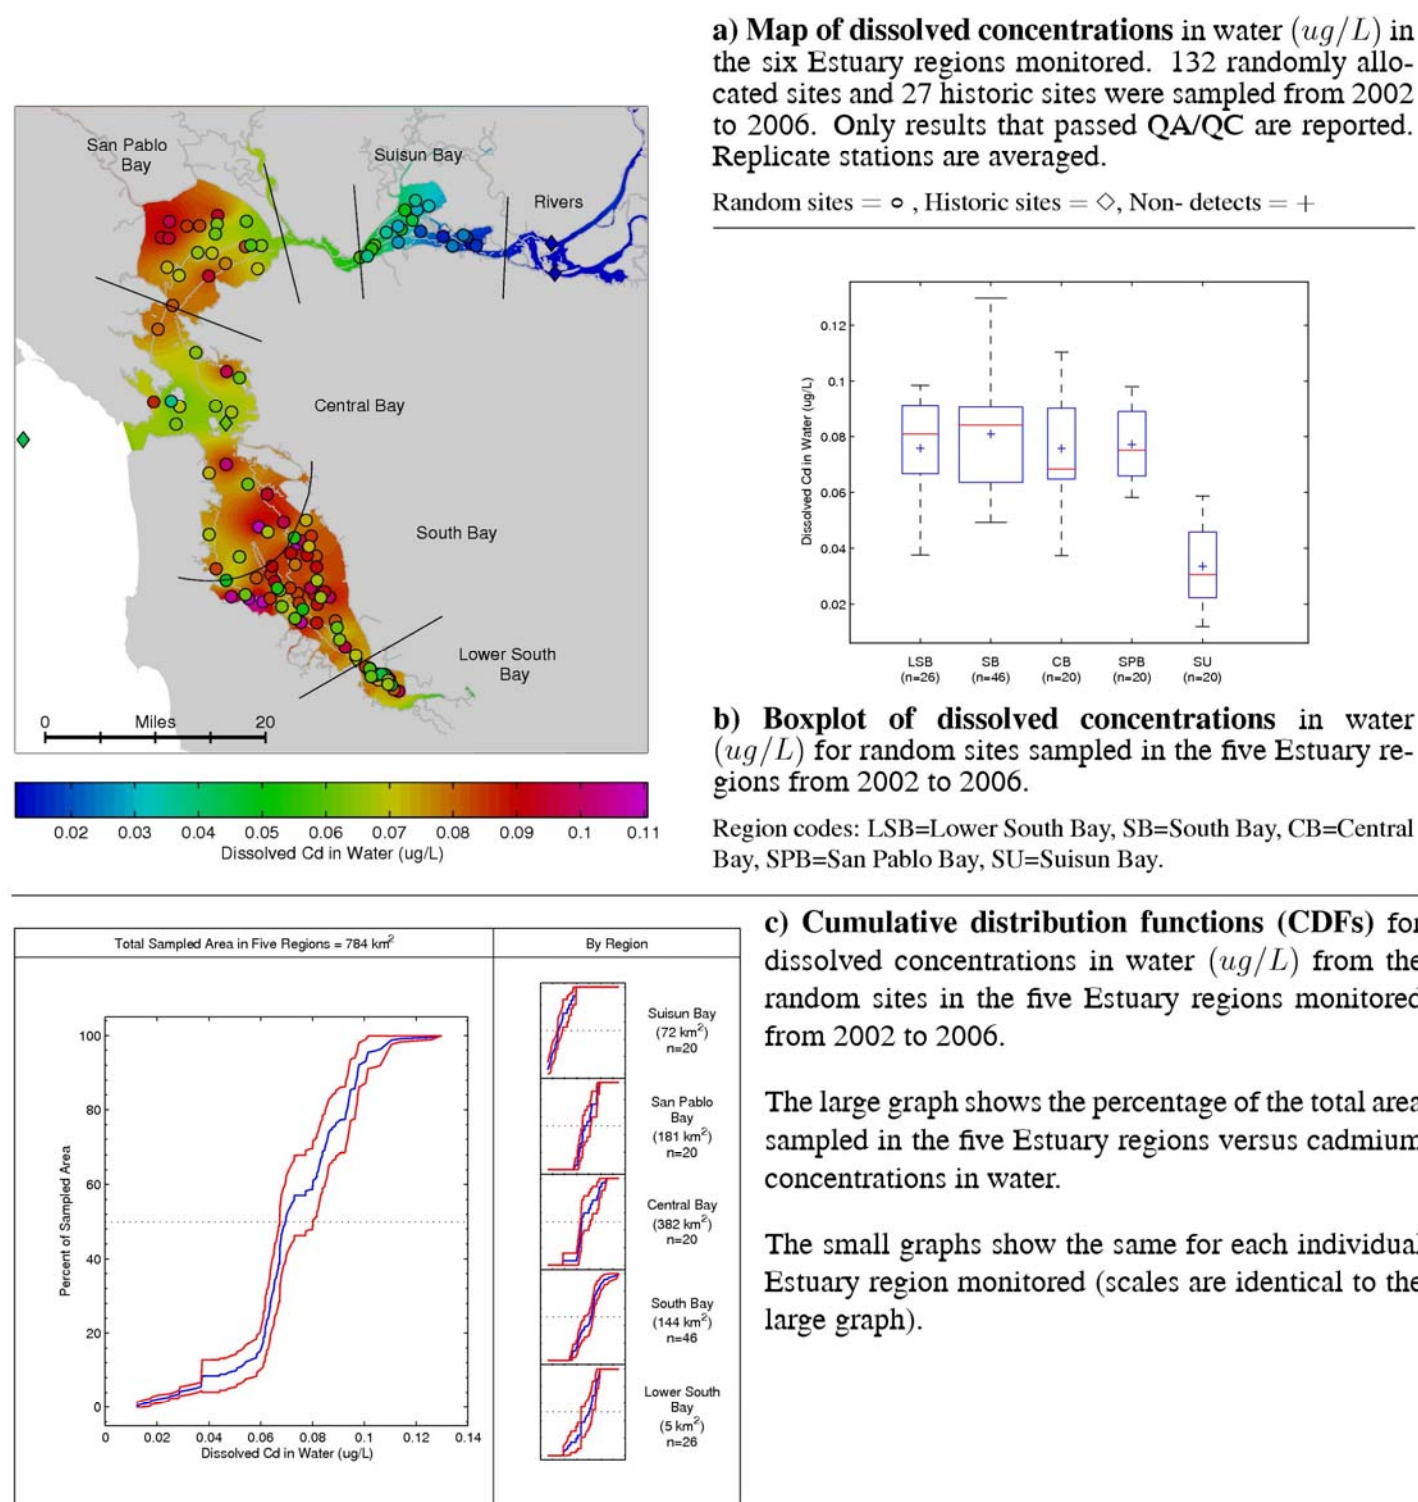 a) Map of dissolved concentrations in water (ug/L) in
the six Estuary regions monitored. 132 randomly allo-
cated sites and 27 historic sites were sampled from 2002
to 2006. Only results that passed QA/QC are reported.
Replicate stations are averaged.
Random sites = o , Historic sites = ◇, Non- detects = +
San Pablo
Bay
Suisun Bay
Rivers
Central Bay
South Bay
Lower South
Bay
0 Miles 20
0.02 0.03 0.04 0.05 0.06 0.07 0.08 0.09 0.1 0.11
Dissolved Cd in Water (ug/L)
0.12
0.1
0.08
0.06
0.04
0.02
Dissolved Cd in Water (ug/L)
LSB SB CB SPB SU
(n=26) (n=46) (n=20) (n=20) (n=20)
b) Boxplot of dissolved concentrations in water
(ug/L) for random sites sampled in the five Estuary re-
gions from 2002 to 2006.
Region codes: LSB=Lower South Bay, SB=South Bay, CB=Central
Bay, SPB=San Pablo Bay, SU=Suisun Bay.
Total Sampled Area in Five Regions = 784 km²
By Region
100
80
60
40
20
0
Percent of Sampled Area
0 0.02 0.04 0.06 0.08 0.1 0.12 0.14
Dissolved Cd in Water (ug/L)
Suisun Bay
(72 km²)
n=20
San Pablo
Bay
(181 km²)
n=20
Central Bay
(382 km²)
n=20
South Bay
(144 km²)
n=46
Lower South
Bay
(5 km²)
n=26
c) Cumulative distribution functions (CDFs) for
dissolved concentrations in water (ug/L) from the
random sites in the five Estuary regions monitored
from 2002 to 2006.
The large graph shows the percentage of the total area
sampled in the five Estuary regions versus cadmium
concentrations in water.
The small graphs show the same for each individual
Estuary region monitored (scales are identical to the
large graph).